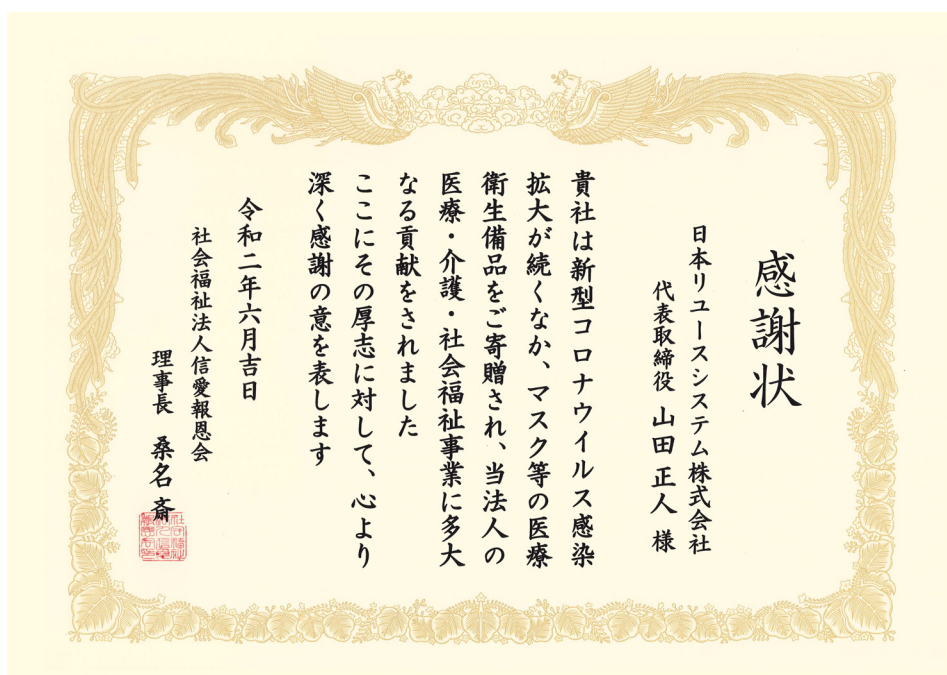 感謝状
日本リユースシステム株式会社
代表取締役 山田正人 様
貴社は新型コロナウイルス感染
拡大が続くなか、マスク等の医療
衛生備品をご寄贈され、当法人の
医療・介護・社会福祉事業に多大
なる貢献をされました
ここにその厚志に対して、心より
深く感謝の意を表します
令和二年六月吉日
社会福祉法人信愛報恩会
理事長 桑名 斎